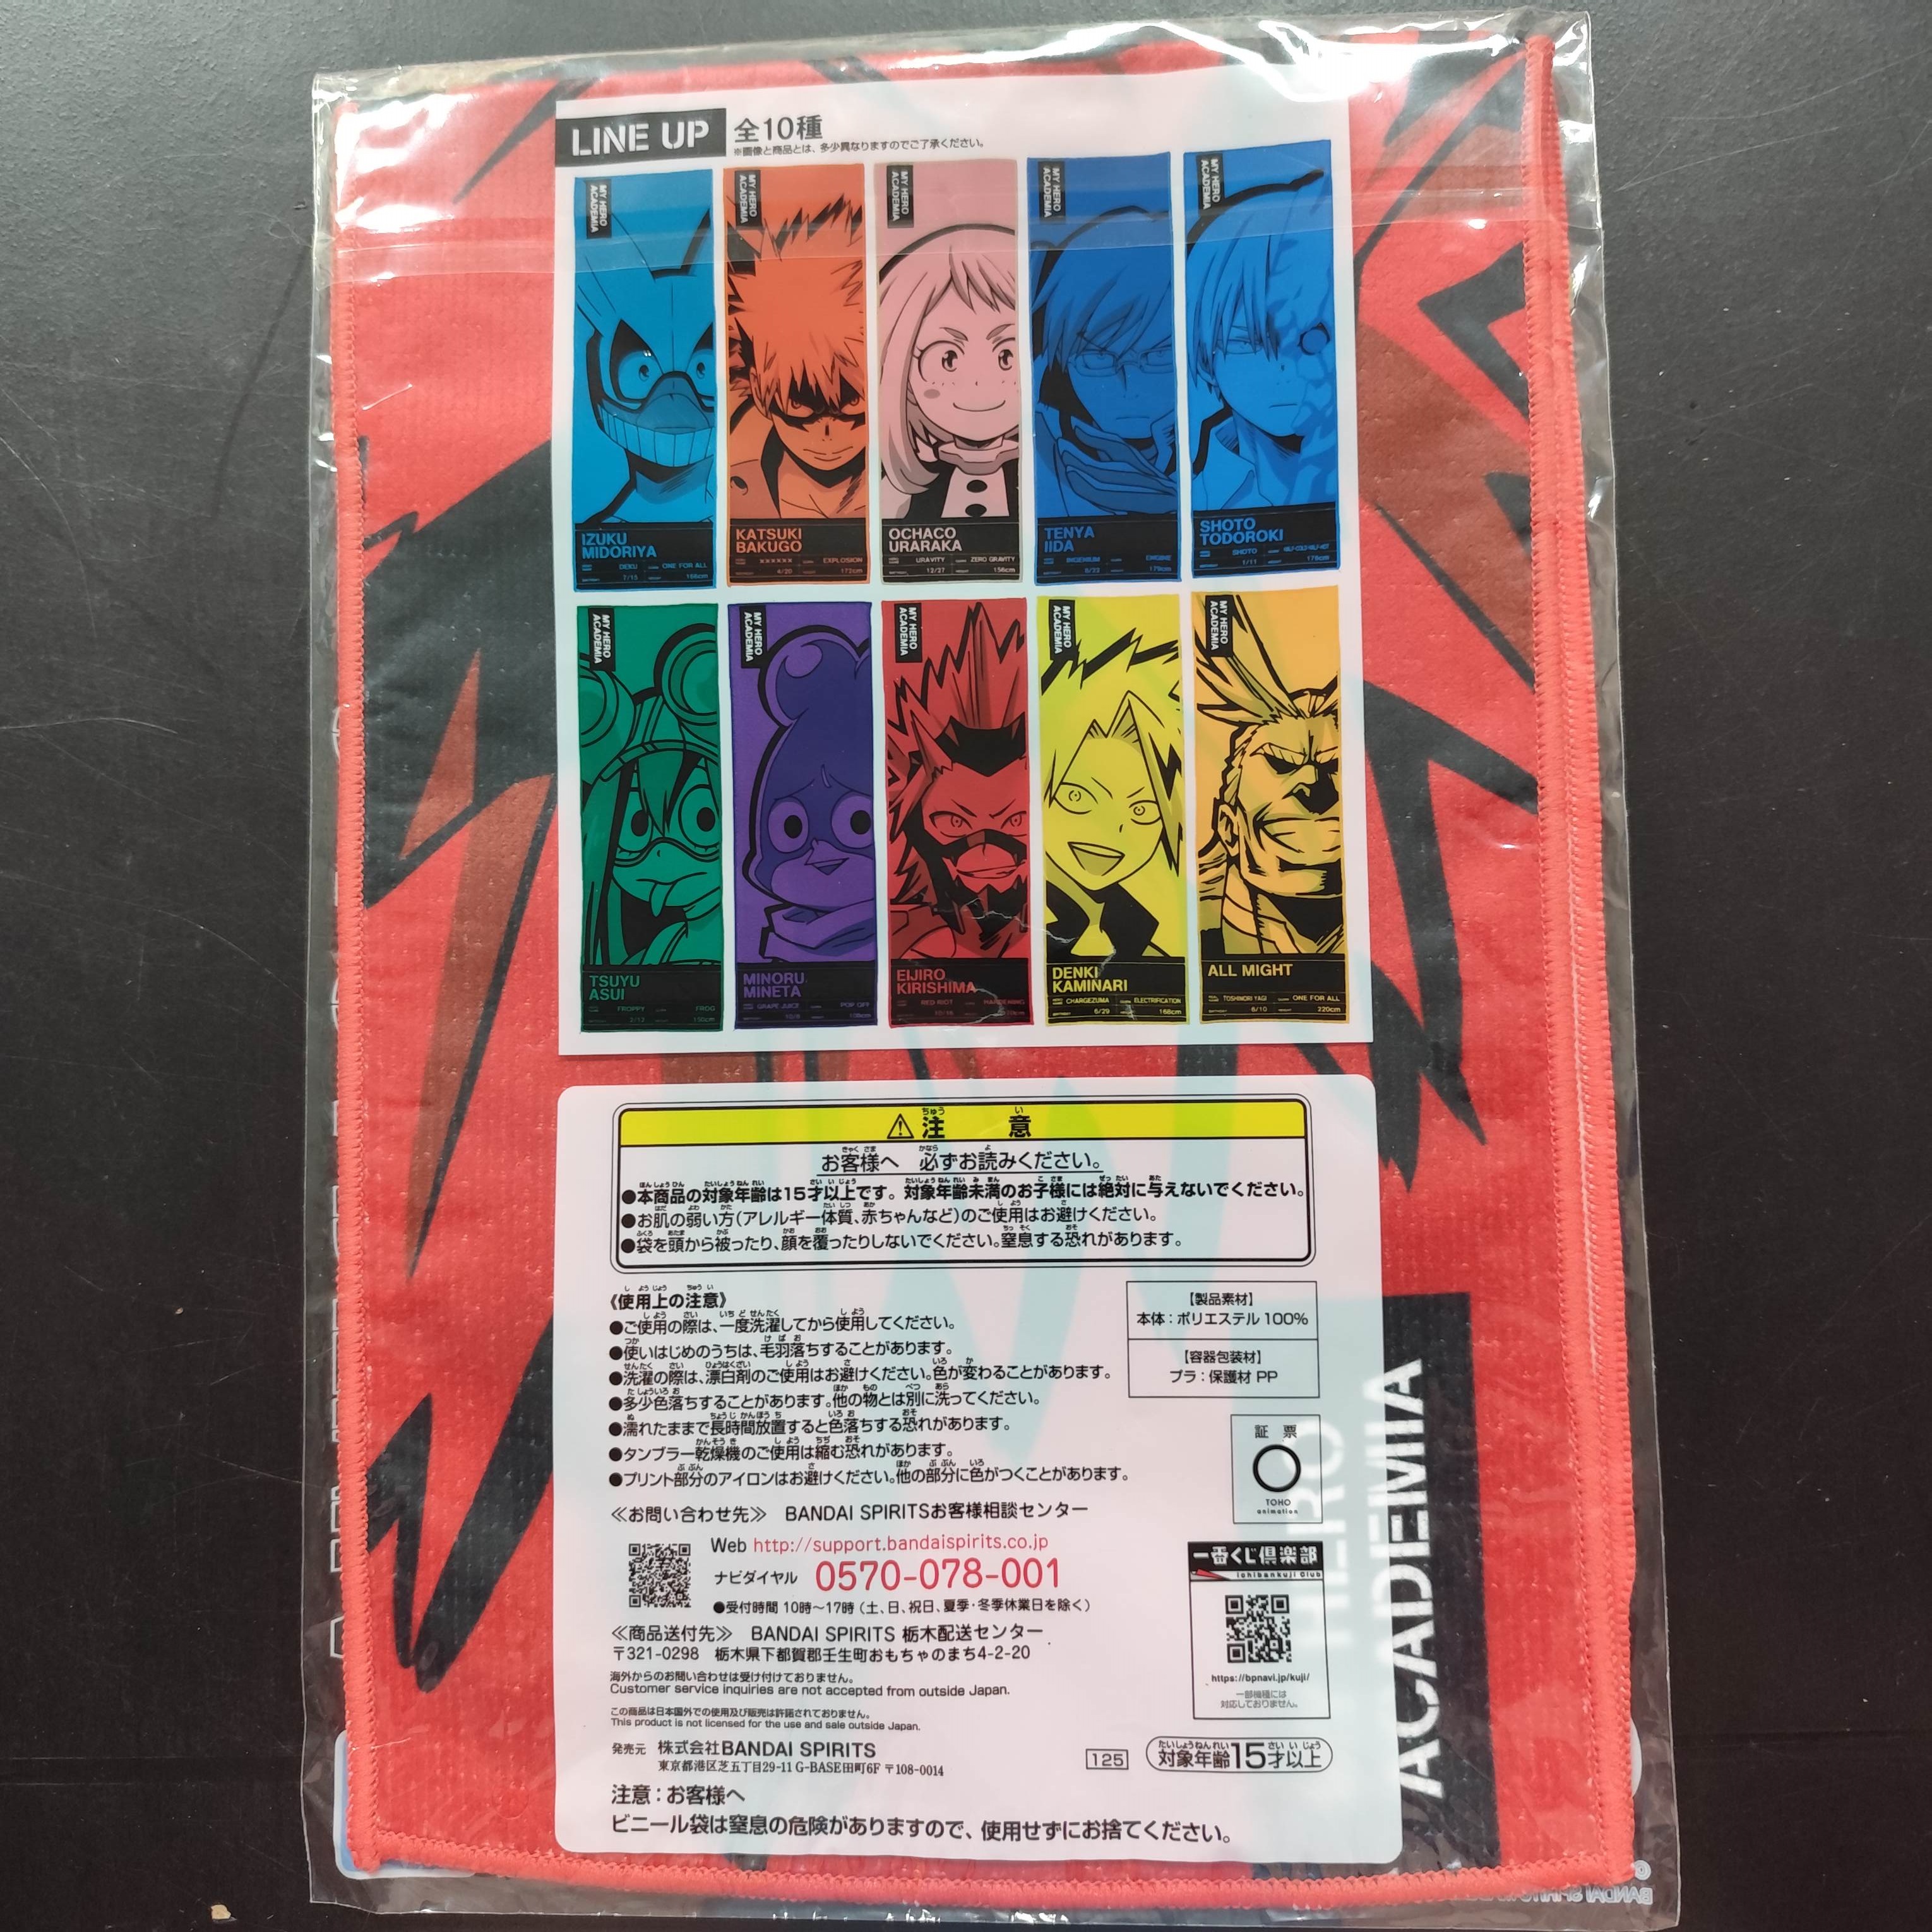 LINE UP 全10種
※画像と商品とは、多少異なりますのでご了承ください。
MY HERO ACADEMIA
MY HERO ACADEMIA
MY HERO ACADEMIA
MY HERO ACADEMIA
MY HERO ACADEMIA
IZUKU MIDORIYA
DEKU ONE FOR ALL
7/15 166cm
KATSUKI BAKUGO
EXPLOSION
4/20 172cm
OCHACO URARAKA
URAVITY ZERO GRAVITY
12/27 156cm
TENYA IIDA
INGENIUM ENGINE
8/22 179cm
SHOTO TODOROKI
SHOTO
1/11 176cm
MY HERO ACADEMIA
MY HERO ACADEMIA
MY HERO ACADEMIA
MY HERO ACADEMIA
MY HERO ACADEMIA
TSUYU ASUI
FROPPY FROG
2/12 150cm
MINORU MINETA
GRAPE JUICE POP OFF
10/8 108cm
EIJIRO KIRISHIMA
RED RIOT HARDENING
10/16
DENKI KAMINARI
CHARGEZUMA ELECTRIFICATION
6/29 168cm
ALL MIGHT
TOSHINORI YAGI ONE FOR ALL
6/10 220cm
⚠注意
お客様へ 必ずお読みください。
●本商品の対象年齢は15才以上です。対象年齢未満のお子様には絶対に与えないでください。
●お肌の弱い方(アレルギー体質、赤ちゃんなど)のご使用はお避けください。
●袋を頭から被ったり、顔を覆ったりしないでください。窒息する恐れがあります。
《使用上の注意》
●ご使用の際は、一度洗濯してから使用してください。
●使いはじめのうちは、毛羽落ちすることがあります。
●洗濯の際は、漂白剤のご使用はお避けください。色が変わることがあります。
●多少色落ちすることがあります。他の物とは別に洗ってください。
●濡れたままで長時間放置すると色落ちする恐れがあります。
●タンブラー乾燥機のご使用は縮む恐れがあります。
●プリント部分のアイロンはお避けください。他の部分に色がつくことがあります。
【製品素材】
本体：ポリエステル 100%
【容器包装材】
プラ：保護材 PP
証票
TOHO
animation
≪お問い合わせ先≫ BANDAI SPIRITSお客様相談センター
Web http://support.bandaispirits.co.jp
ナビダイヤル 0570-078-001
●受付時間 10時～17時 (土、日、祝日、夏季・冬季休業日を除く)
≪商品送付先≫ BANDAI SPIRITS 栃木配送センター
〒321-0298 栃木県下都賀郡壬生町おもちゃのまち4-2-20
海外からのお問い合わせは受け付けておりません。
Customer service inquiries are not accepted from outside Japan.
この商品は日本国外での使用及び販売は許諾されておりません。
This product is not licensed for the use and sale outside Japan.
一番くじ倶楽部
ichibankuji Club
https://bpnavi.jp/kuji/
一部機種には
対応しておりません。
発売元 株式会社BANDAI SPIRITS
東京都港区芝五丁目29-11 G-BASE田町6F 〒108-0014
125
対象年齢15才以上
注意：お客様へ
ビニール袋は窒息の危険がありますので、使用せずにお捨てください。
HERO
ACADEMIA